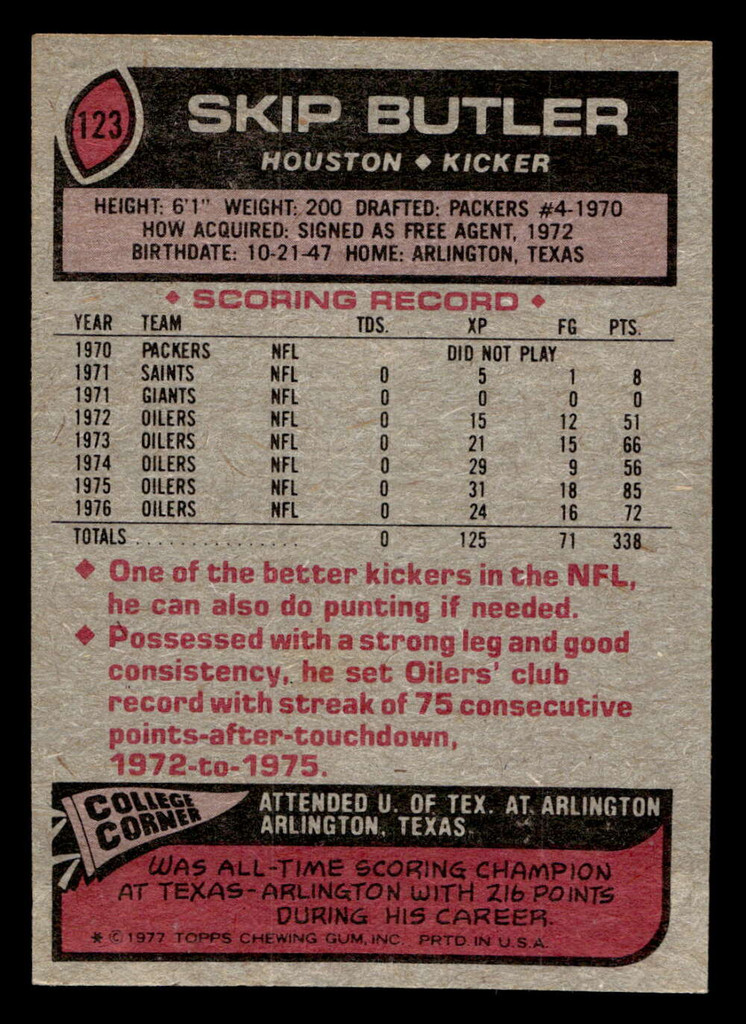 123
SKIP BUTLER
HOUSTON ◆ KICKER
HEIGHT: 6'1" WEIGHT: 200 DRAFTED: PACKERS #4-1970
HOW ACQUIRED: SIGNED AS FREE AGENT, 1972
BIRTHDATE: 10-21-47 HOME: ARLINGTON, TEXAS
◆ SCORING RECORD ◆
YEAR TEAM TDS. XP FG PTS.
1970 PACKERS NFL DID NOT PLAY
1971 SAINTS NFL 0 5 1 8
1971 GIANTS NFL 0 0 0 0
1972 OILERS NFL 0 15 12 51
1973 OILERS NFL 0 21 15 66
1974 OILERS NFL 0 29 9 56
1975 OILERS NFL 0 31 18 85
1976 OILERS NFL 0 24 16 72
TOTALS . . . . . . . . . . . . . . . 0 125 71 338
◆ One of the better kickers in the NFL,
he can also do punting if needed.
◆ Possessed with a strong leg and good
consistency, he set Oilers' club
record with streak of 75 consecutive
points-after-touchdown,
1972-to-1975.
COLLEGE
CORNER
ATTENDED U. OF TEX. AT ARLINGTON
ARLINGTON, TEXAS
WAS ALL-TIME SCORING CHAMPION
AT TEXAS-ARLINGTON WITH 216 POINTS
DURING HIS CAREER.
* © 1977 TOPPS CHEWING GUM, INC. PRTD IN U.S.A.